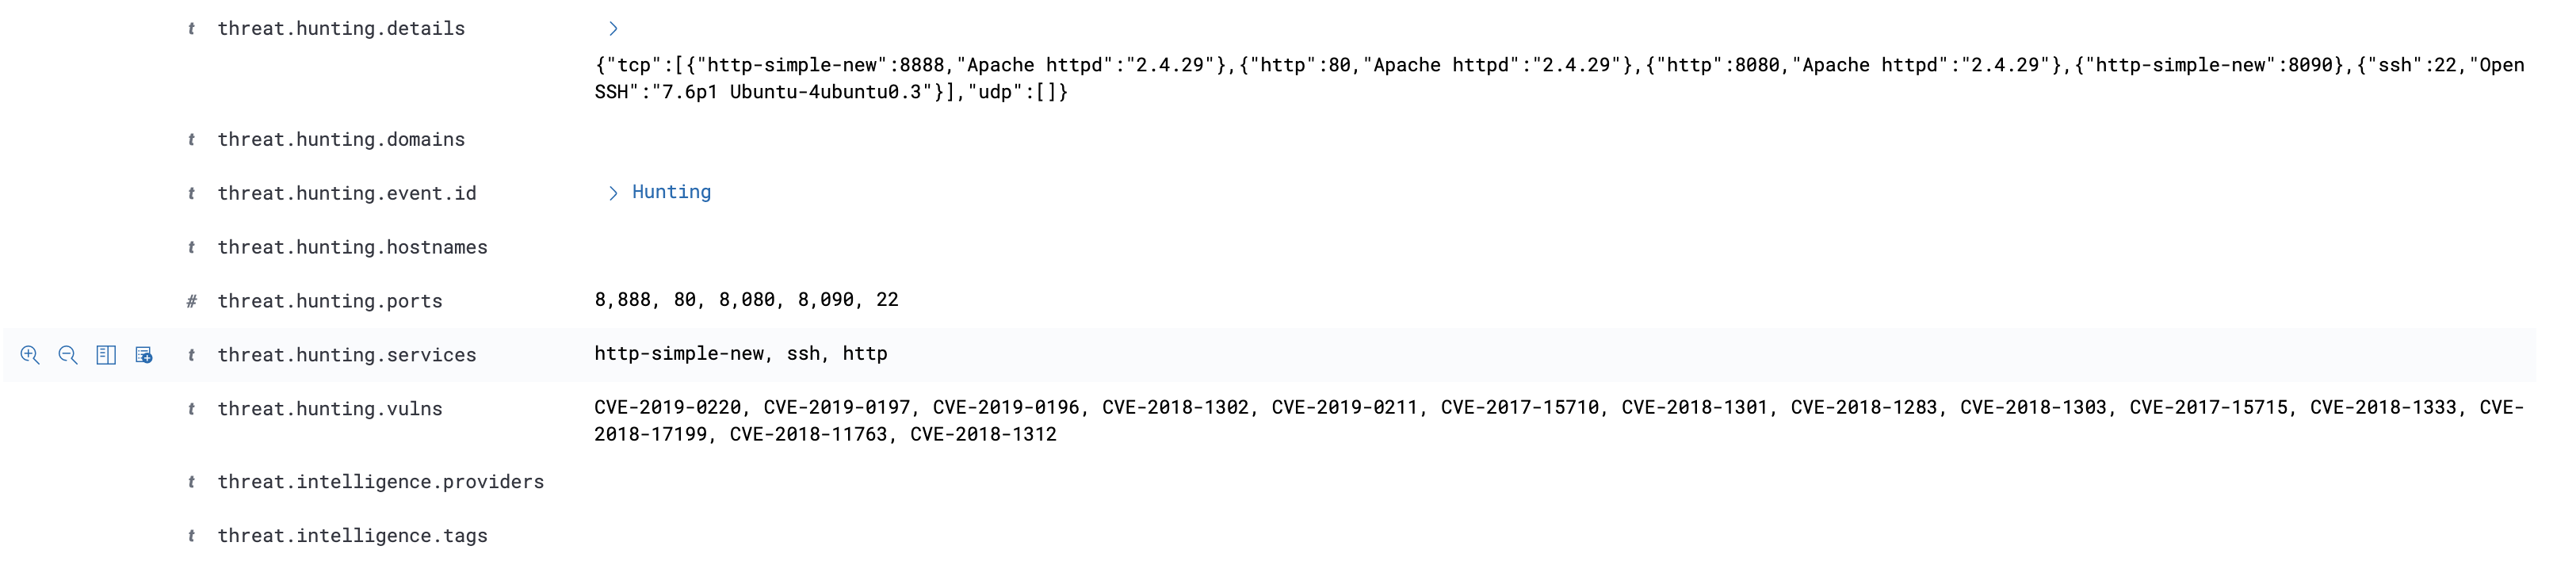 t threat.hunting.details >
{"tcp":[{"http-simple-new":8888,"Apache httpd":"2.4.29"},{"http":80,"Apache httpd":"2.4.29"},{"http":8080,"Apache httpd":"2.4.29"},{"http-simple-new":8090},{"ssh":22,"Open
SSH":"7.6p1 Ubuntu-4ubuntu0.3"}],"udp":[]}
t threat.hunting.domains
t threat.hunting.event.id > Hunting
t threat.hunting.hostnames
# threat.hunting.ports 8,888, 80, 8,080, 8,090, 22
t threat.hunting.services http-simple-new, ssh, http
t threat.hunting.vulns CVE-2019-0220, CVE-2019-0197, CVE-2019-0196, CVE-2018-1302, CVE-2019-0211, CVE-2017-15710, CVE-2018-1301, CVE-2018-1283, CVE-2018-1303, CVE-2017-15715, CVE-2018-1333, CVE-
2018-17199, CVE-2018-11763, CVE-2018-1312
t threat.intelligence.providers
t threat.intelligence.tags